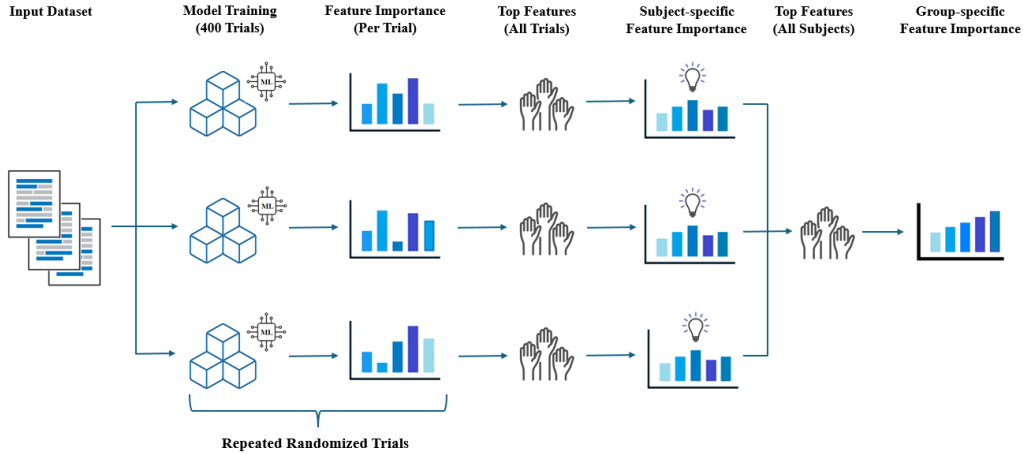 Input Dataset
Model Training
(400 Trials)
Feature Importance
(Per Trial)
Top Features
(All Trials)
Subject-specific
Feature Importance
Top Features
(All Subjects)
Group-specific
Feature Importance
ML
ML
ML
Repeated Randomized Trials